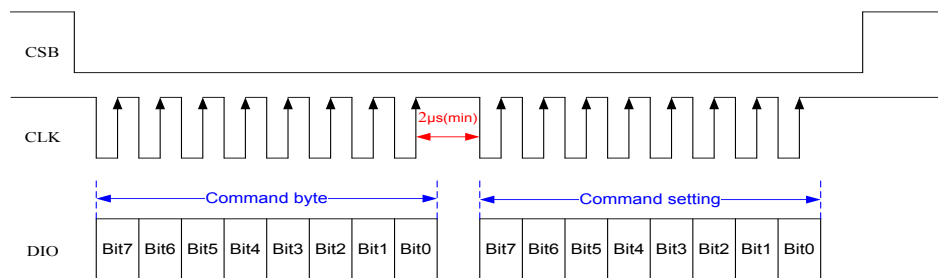 CSB
2μs(min)
CLK
Command byte Command setting
DIO Bit7 Bit6 Bit5 Bit4 Bit3 Bit2 Bit1 Bit0 Bit7 Bit6 Bit5 Bit4 Bit3 Bit2 Bit1 Bit0